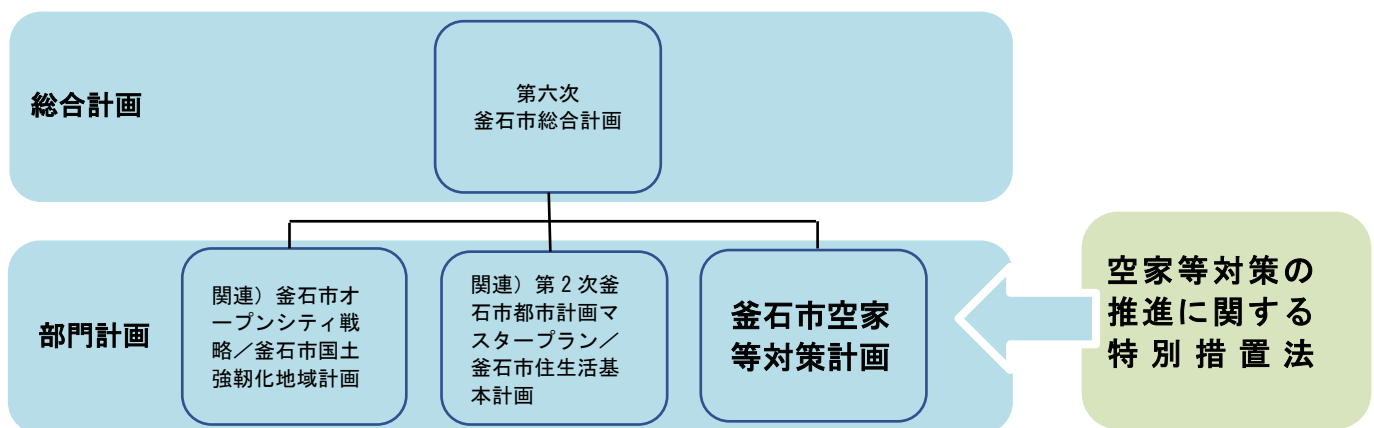 総合計画
第六次
釜石市総合計画
部門計画
関連）釜石市オ
ープンシティ戦
略／釜石市国土
強靭化地域計画
関連）第２次釜
石市都市計画マ
スタープラン／
釜石市住生活基
本計画
釜石市空家
等対策計画
空家等対策の
推進に関する
特別措置法